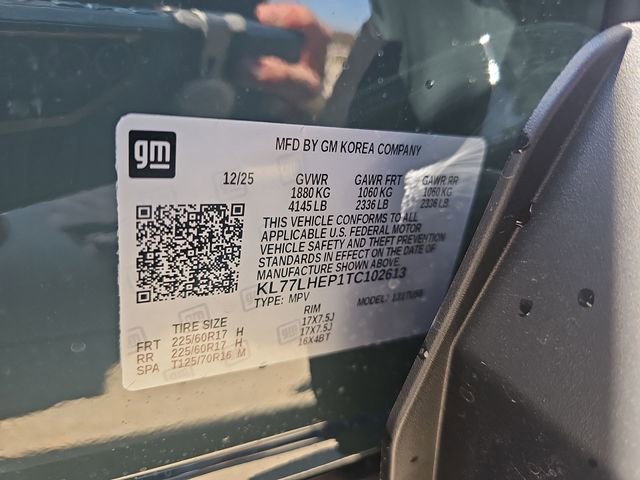 gm
MFD BY GM KOREA COMPANY
12/25 GVWR GAWR FRT GAWR RR
1880 KG 1060 KG 1060 KG
4145 LB 2336 LB 2336 LB
THIS VEHICLE CONFORMS TO ALL
APPLICABLE U.S. FEDERAL MOTOR
VEHICLE SAFETY AND THEFT PREVENTION
STANDARDS IN EFFECT ON THE DATE OF
MANUFACTURE SHOWN ABOVE.
KL77LHEP1TC102613
TYPE: MPV MODEL:
TIRE SIZE RIM
FRT 225/60R17 H 17X7.5J
RR 225/60R17 H 17X7.5J
SPA T125/70R16 M 16X4BT